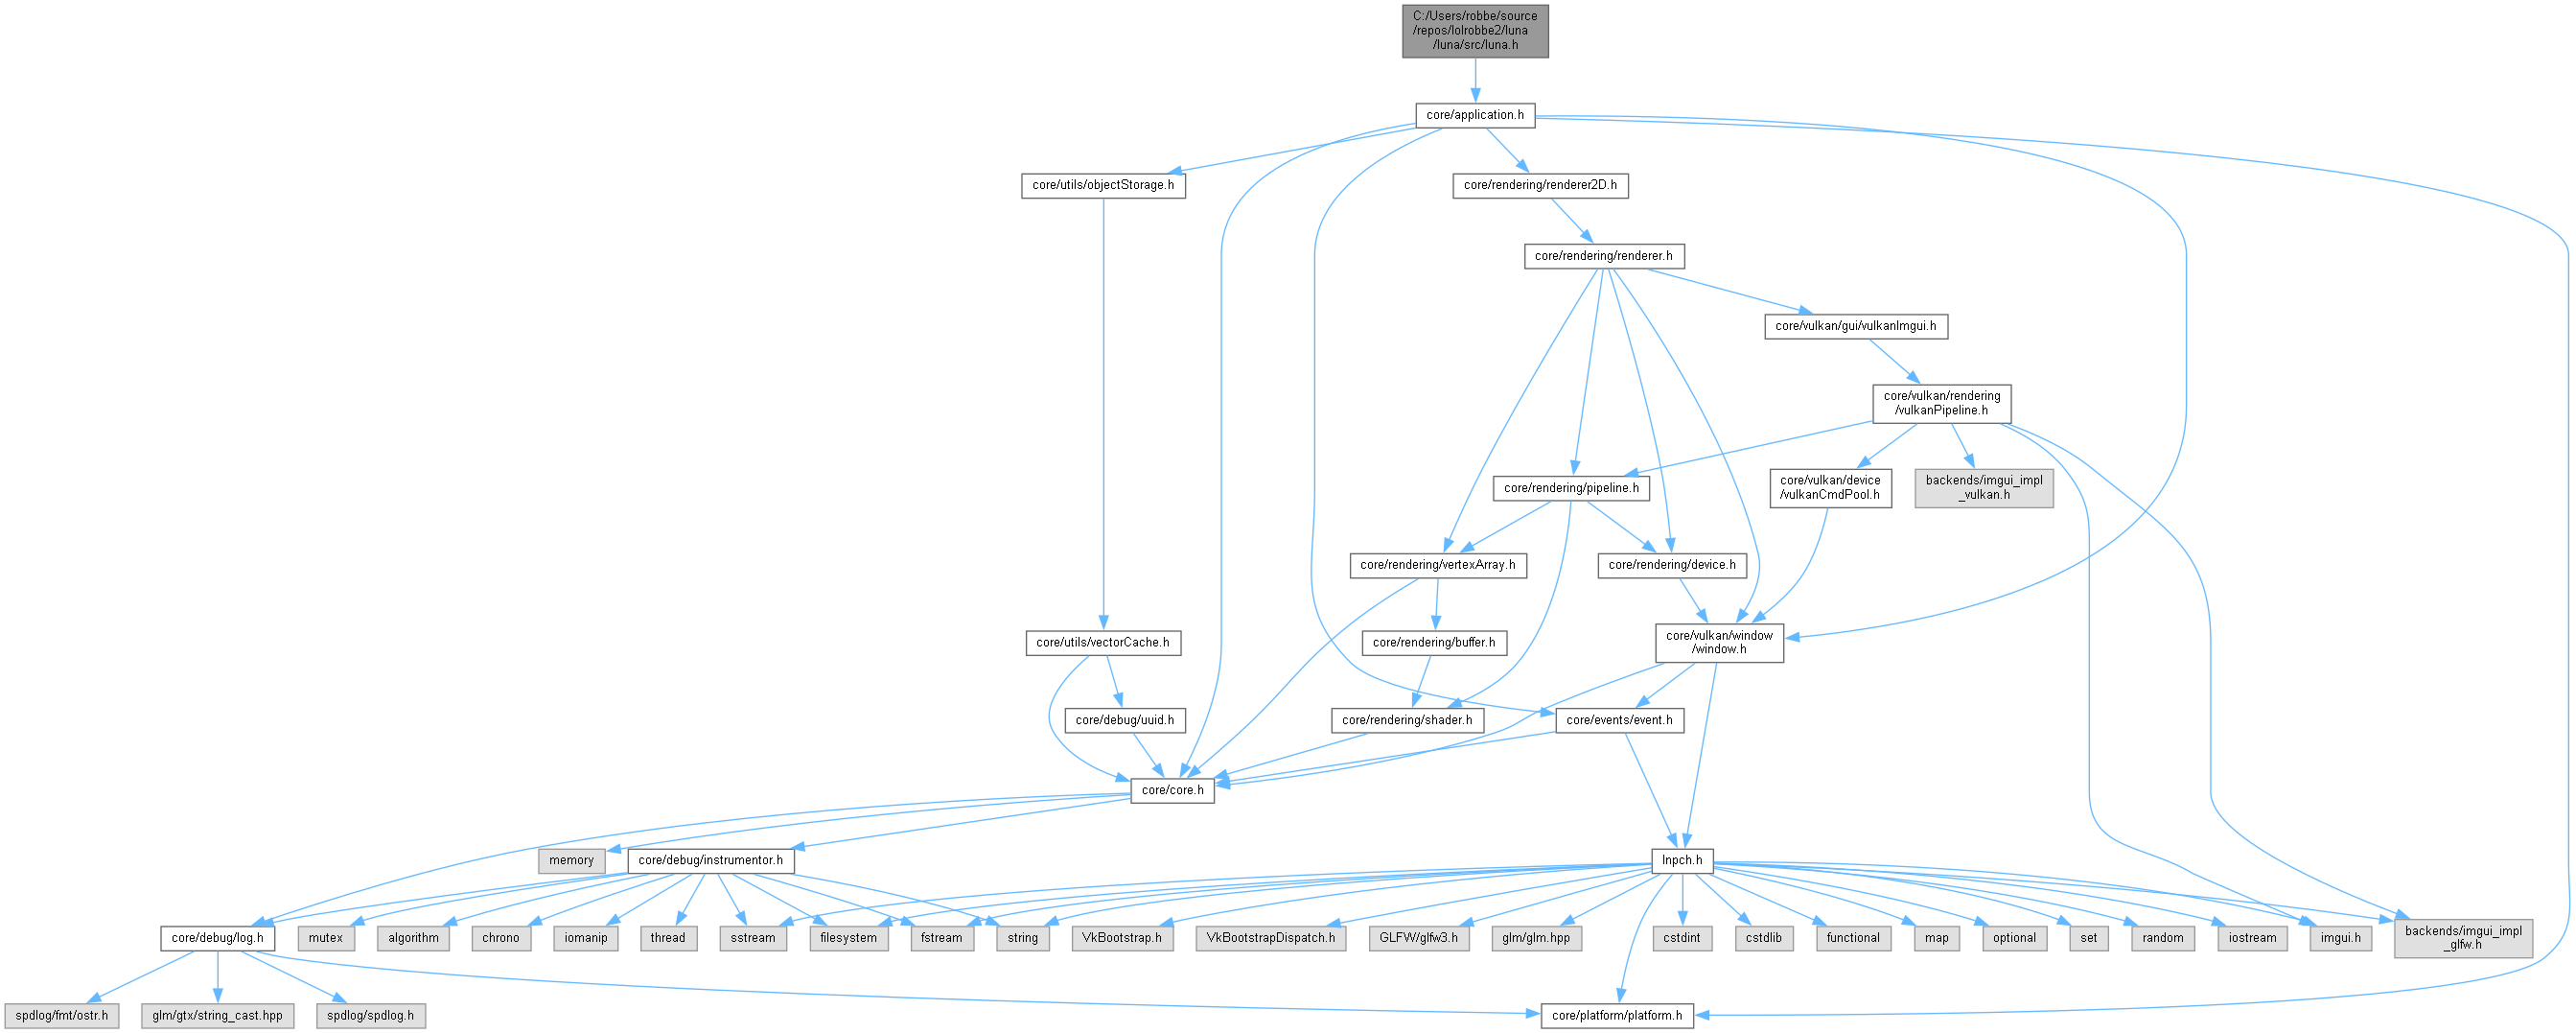 C:/Users/robbe/source
/repos/lolrobbe2/luna
/luna/src/luna.h
core/application.h
core/utils/objectStorage.h
core/rendering/renderer2D.h
core/rendering/renderer.h
core/vulkan/gui/vulkanImgui.h
core/vulkan/rendering
/vulkanPipeline.h
core/rendering/pipeline.h
core/vulkan/device
/vulkanCmdPool.h
backends/imgui_impl
_vulkan.h
core/rendering/vertexArray.h
core/rendering/device.h
core/utils/vectorCache.h
core/rendering/buffer.h
core/vulkan/window
/window.h
core/debug/uuid.h
core/rendering/shader.h
core/events/event.h
core/core.h
memory
core/debug/instrumentor.h
lnpch.h
core/debug/log.h
mutex
algorithm
chrono
iomanip
thread
sstream
filesystem
fstream
string
VkBootstrap.h
VkBootstrapDispatch.h
GLFW/glfw3.h
glm/glm.hpp
cstdint
cstdlib
functional
map
optional
set
random
iostream
imgui.h
backends/imgui_impl
_glfw.h
spdlog/fmt/ostr.h
glm/gtx/string_cast.hpp
spdlog/spdlog.h
core/platform/platform.h